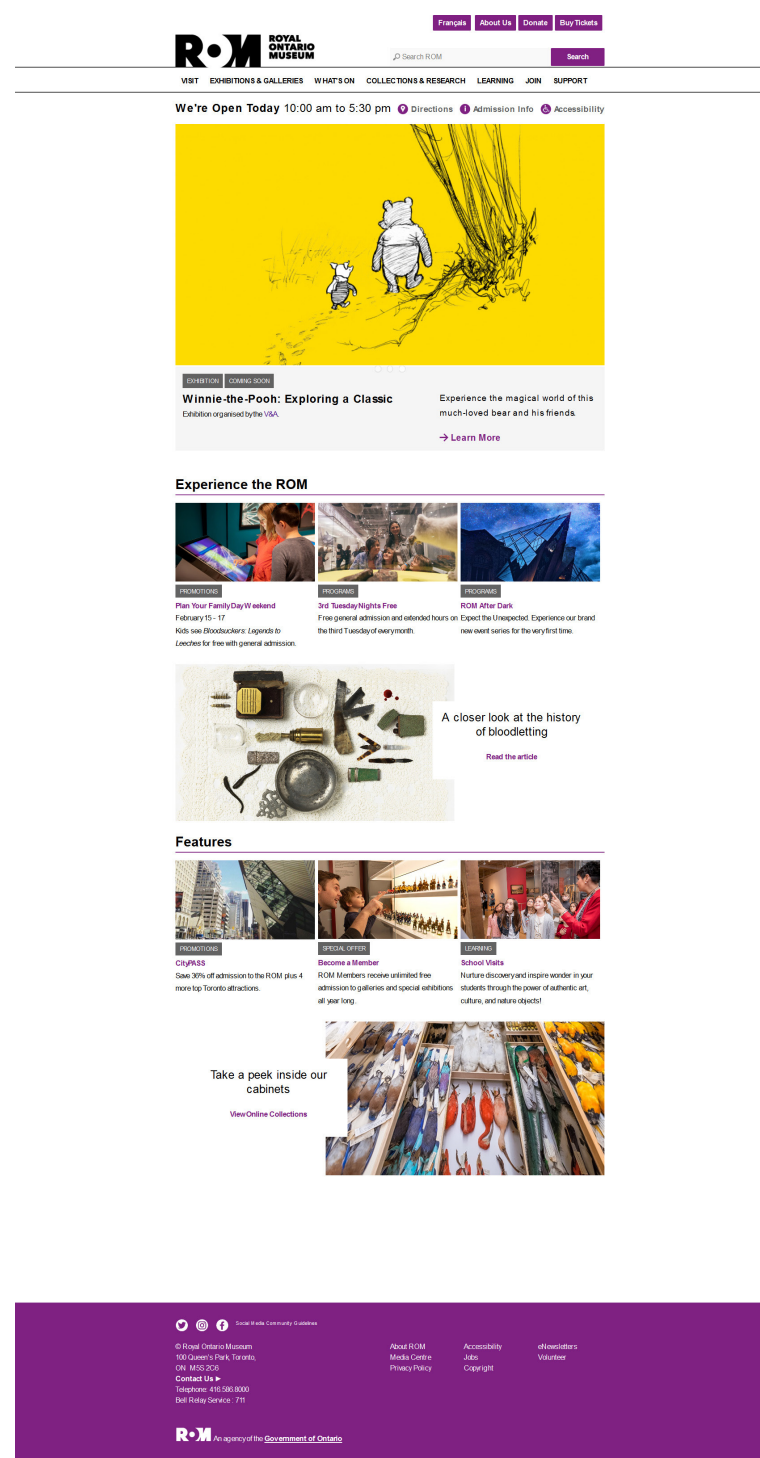 Français
About Us
Donate
Buy Tickets
ROM
ROYAL
ONTARIO
MUSEUM
Search ROM
Search
VISIT
EXHIBITIONS & GALLERIES
WHAT'S ON
COLLECTIONS & RESEARCH
LEARNING
JOIN
SUPPORT
We're Open Today 10:00 am to 5:30 pm
Directions
Admission Info
Accessibility
EXHIBITION
COMING SOON
Winnie-the-Pooh: Exploring a Classic
Exhibition organised by the V&A.
Experience the magical world of this
much-loved bear and his friends.
→ Learn More
Experience the ROM
PROMOTIONS
Plan Your Family Day Weekend
February 15 - 17
Kids see Bloodsuckers: Legends to
Leeches for free with general admission.
PROGRAMS
3rd Tuesday Nights Free
Free general admission and extended hours on
the third Tuesday of every month.
PROGRAMS
ROM After Dark
Expect the Unexpected. Experience our brand
new event series for the very first time.
A closer look at the history
of bloodletting
Read the article
Features
PROMOTIONS
CityPASS
Save 36% off admission to the ROM plus 4
more top Toronto attractions.
SPECIAL OFFER
Become a Member
ROM Members receive unlimited free
admission to galleries and special exhibitions
all year long.
LEARNING
School Visits
Nurture discovery and inspire wonder in your
students through the power of authentic art,
culture, and nature objects!
Take a peek inside our
cabinets
View Online Collections
Social Media Community Guidelines
© Royal Ontario Museum
100 Queen's Park, Toronto,
ON M5S 2C6
Contact Us ►
Telephone: 416.586.8000
Bell Relay Service : 711
About ROM
Media Centre
Privacy Policy
Accessibility
Jobs
Copyright
eNewsletters
Volunteer
ROM An agency of the Government of Ontario